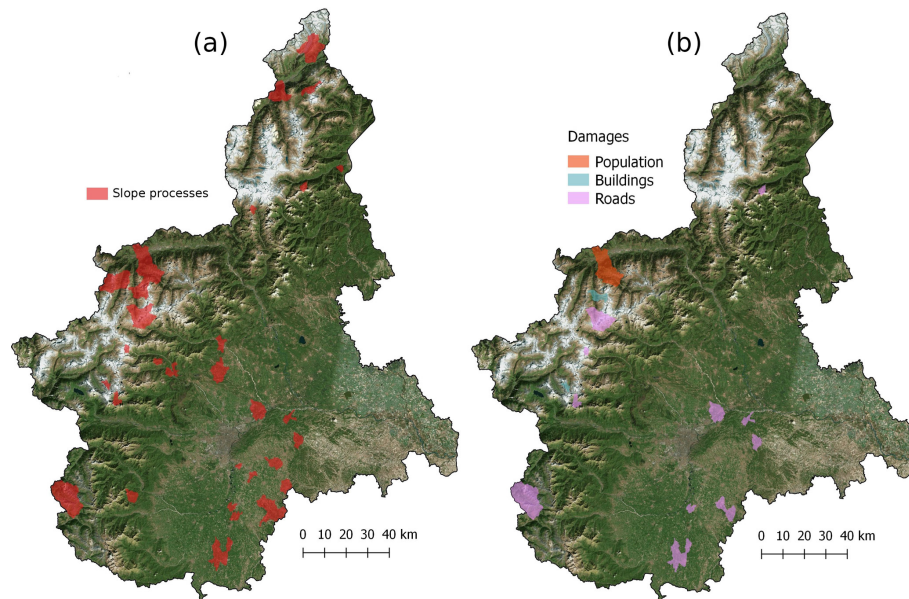 (a)
(b)
Slope processes
Damages
Population
Buildings
Roads
0 10 20 30 40 km
0 10 20 30 40 km